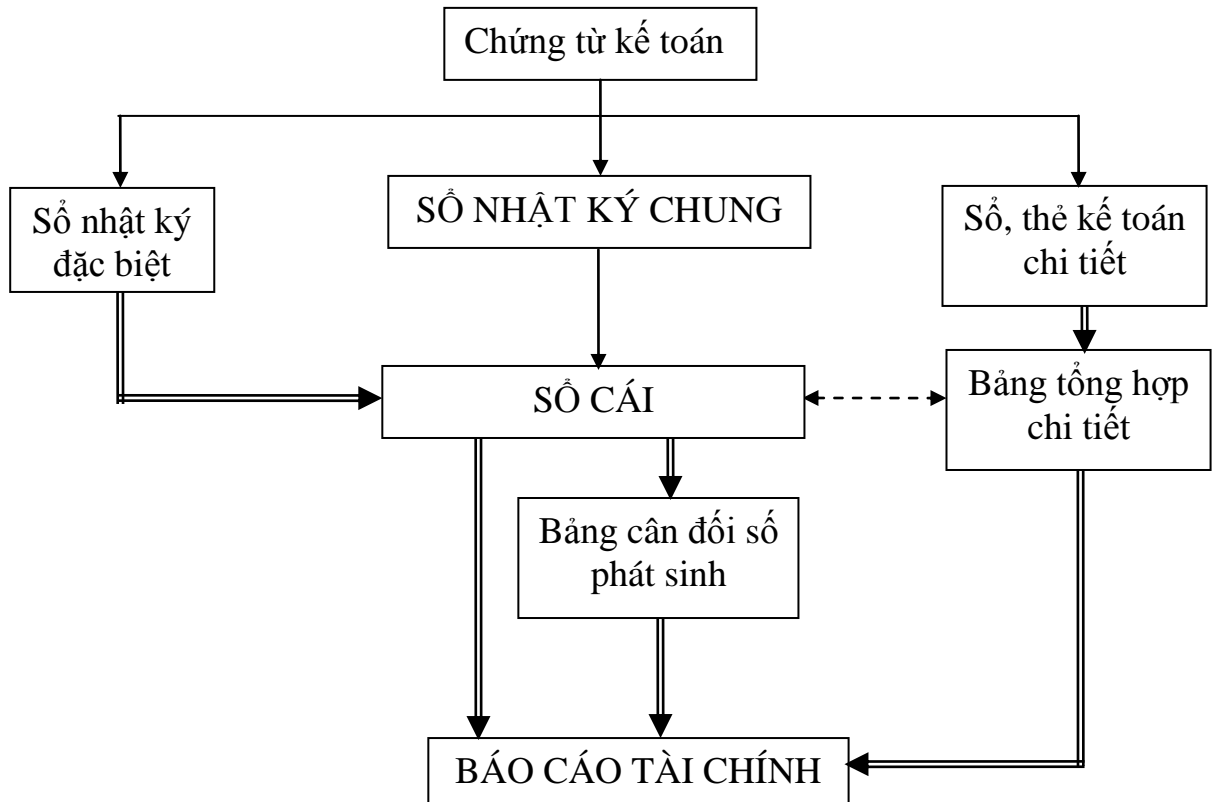 Chứng từ kế toán
Sổ nhật ký
đặc biệt
SỔ NHẬT KÝ CHUNG
Sổ, thẻ kế toán
chi tiết
SỔ CÁI
Bảng tổng hợp
chi tiết
Bảng cân đối số
phát sinh
BÁO CÁO TÀI CHÍNH